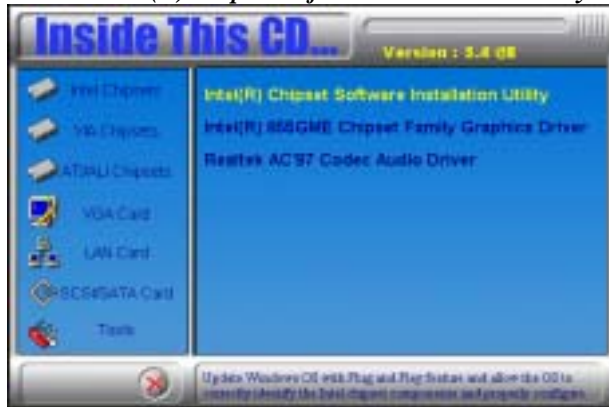 Inside This CD...
Version : 5.4
Intel Chipsets
VIA Chipsets
ATI/ALI Chipsets
VGA Card
LAN Card
SCSI/SATA Card
Tools
Intel(R) Chipset Software Installation Utility
Intel(R) 855GME Chipset Family Graphics Driver
Realtek AC'97 Codec Audio Driver
Update Windows OS with Plug and Play feature and allow the OS to
correctly identify the Intel chipset components and properly configure